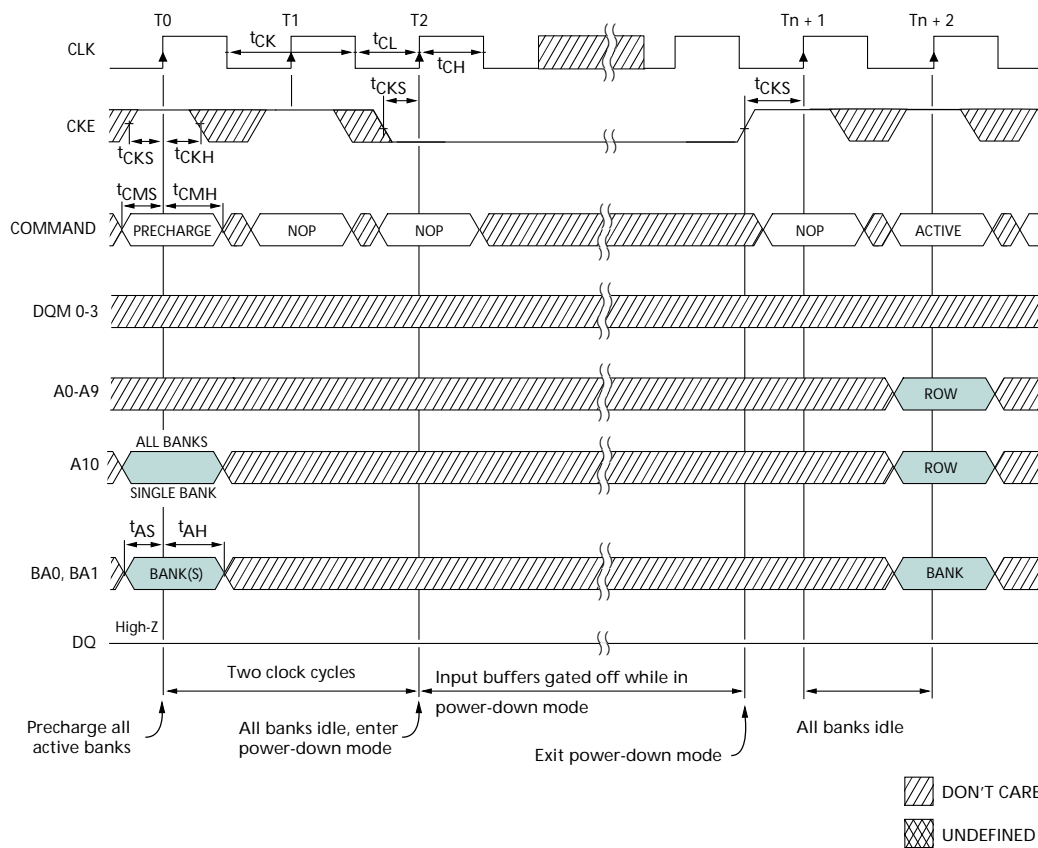 T0 T1 T2 Tn + 1 Tn + 2
CLK
tCK tCL
tCH
tCKS tCKS
CKE
tCKS tCKH
tCMS tCMH
COMMAND PRECHARGE NOP NOP NOP ACTIVE
DQM 0-3
A0-A9 ROW
ALL BANKS
A10 ROW
SINGLE BANK
tAS tAH
BA0, BA1 BANK(S) BANK
High-Z
DQ
Two clock cycles
Input buffers gated off while in
power-down mode
Precharge all
active banks
All banks idle, enter
power-down mode
Exit power-down mode
All banks idle
DON'T CARE
UNDEFINED